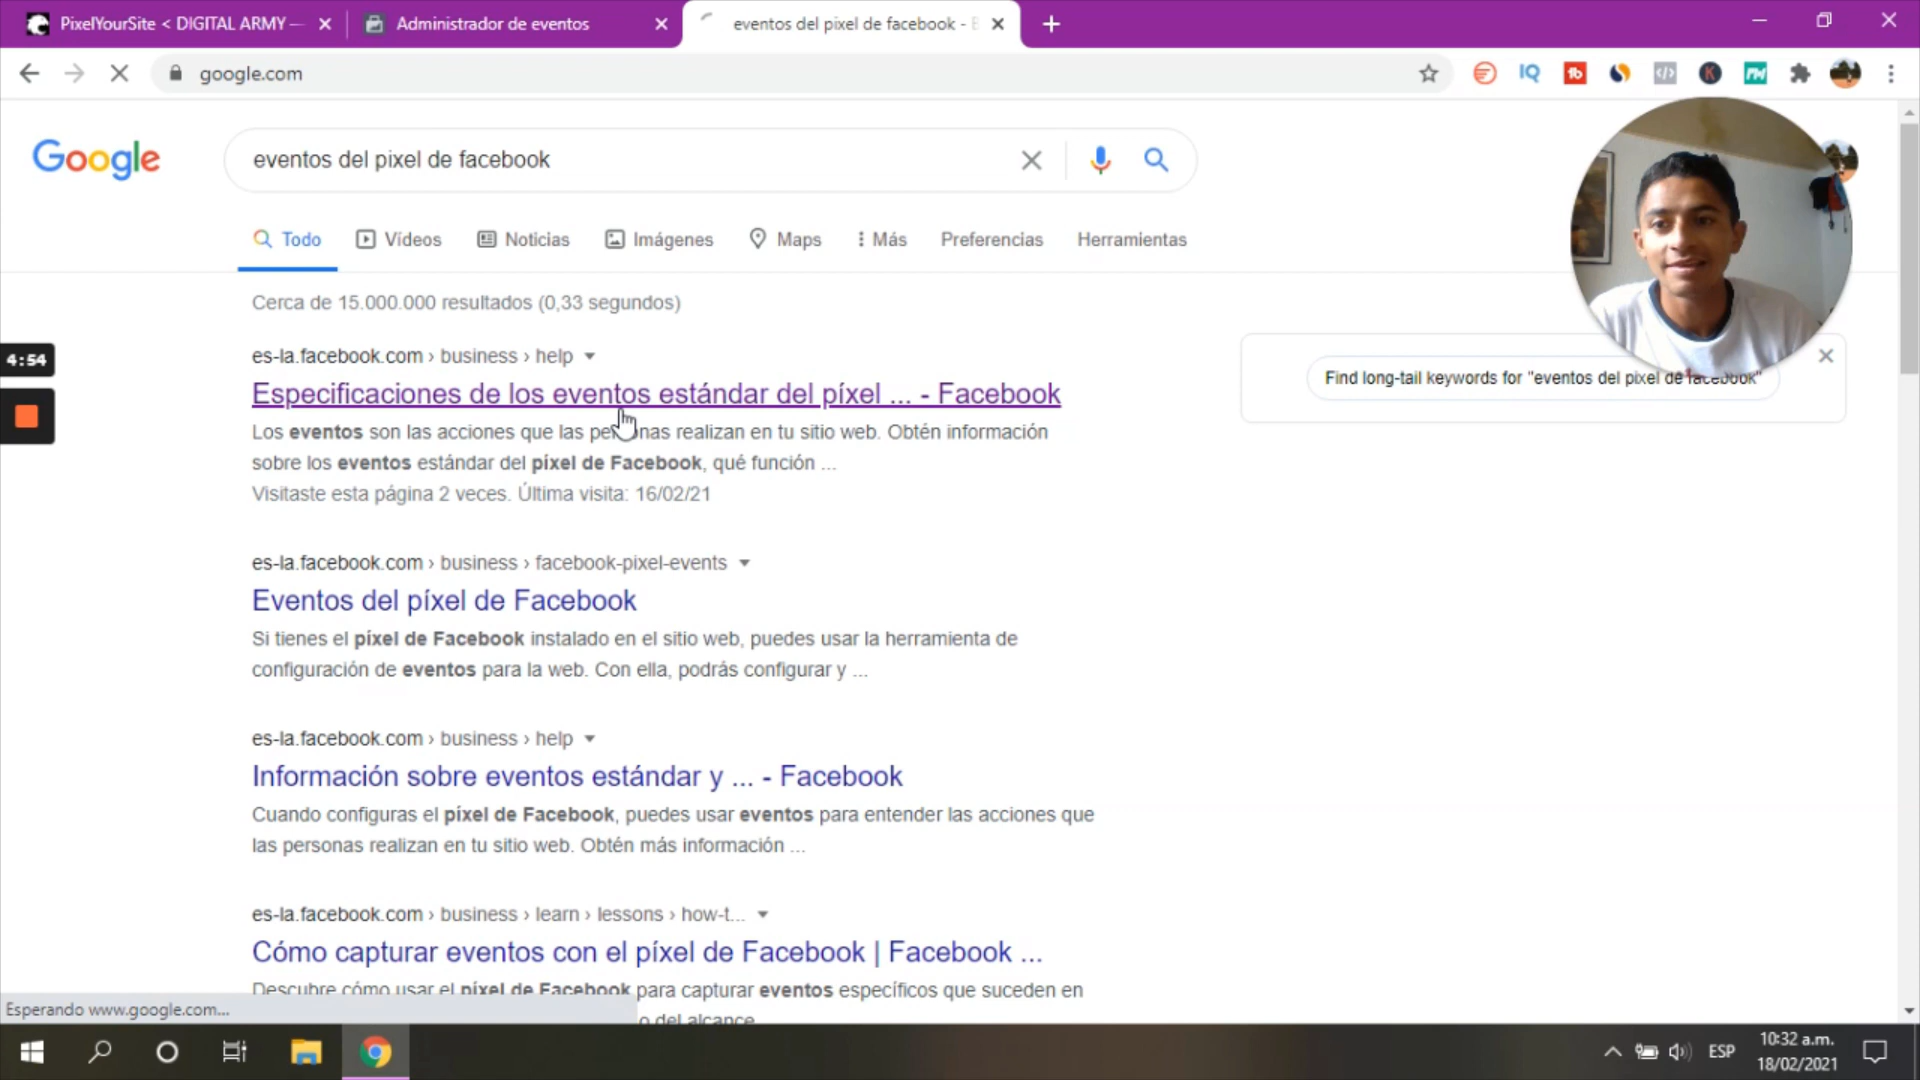 PixelYourSite < DIGITAL ARMY —
Administrador de eventos
eventos del pixel de facebook -
google.com
Google
eventos del pixel de facebook
Todo
Vídeos
Noticias
Imágenes
Maps
Más
Preferencias
Herramientas
Cerca de 15.000.000 resultados (0,33 segundos)
4:54
es-la.facebook.com › business › help
Especificaciones de los eventos estándar del píxel ... - Facebook
Los eventos son las acciones que las personas realizan en tu sitio web. Obtén información
sobre los eventos estándar del píxel de Facebook, qué función ...
Visitaste esta página 2 veces. Última visita: 16/02/21
Find long-tail keywords for "eventos del pixel de facebook"
es-la.facebook.com › business › facebook-pixel-events
Eventos del píxel de Facebook
Si tienes el píxel de Facebook instalado en el sitio web, puedes usar la herramienta de
configuración de eventos para la web. Con ella, podrás configurar y ...
es-la.facebook.com › business › help
Información sobre eventos estándar y ... - Facebook
Cuando configuras el píxel de Facebook, puedes usar eventos para entender las acciones que
las personas realizan en tu sitio web. Obtén más información ...
es-la.facebook.com › business › learn › lessons › how-t...
Cómo capturar eventos con el píxel de Facebook | Facebook ...
Descubre cómo usar el píxel de Facebook para capturar eventos específicos que suceden en
o del alcance
Esperando www.google.com...
ESP
10:32 a.m.
18/02/2021